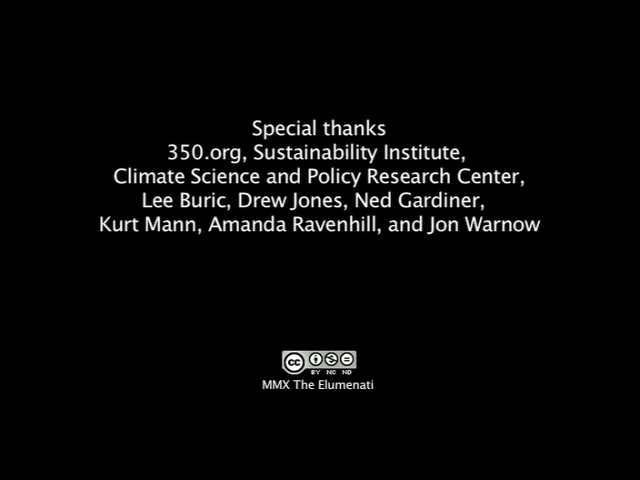 Special thanks
350.org, Sustainability Institute,
Climate Science and Policy Research Center,
Lee Buric, Drew Jones, Ned Gardiner,
Kurt Mann, Amanda Ravenhill, and Jon Warnow
cc
BY NC ND
MMX The Elumenati